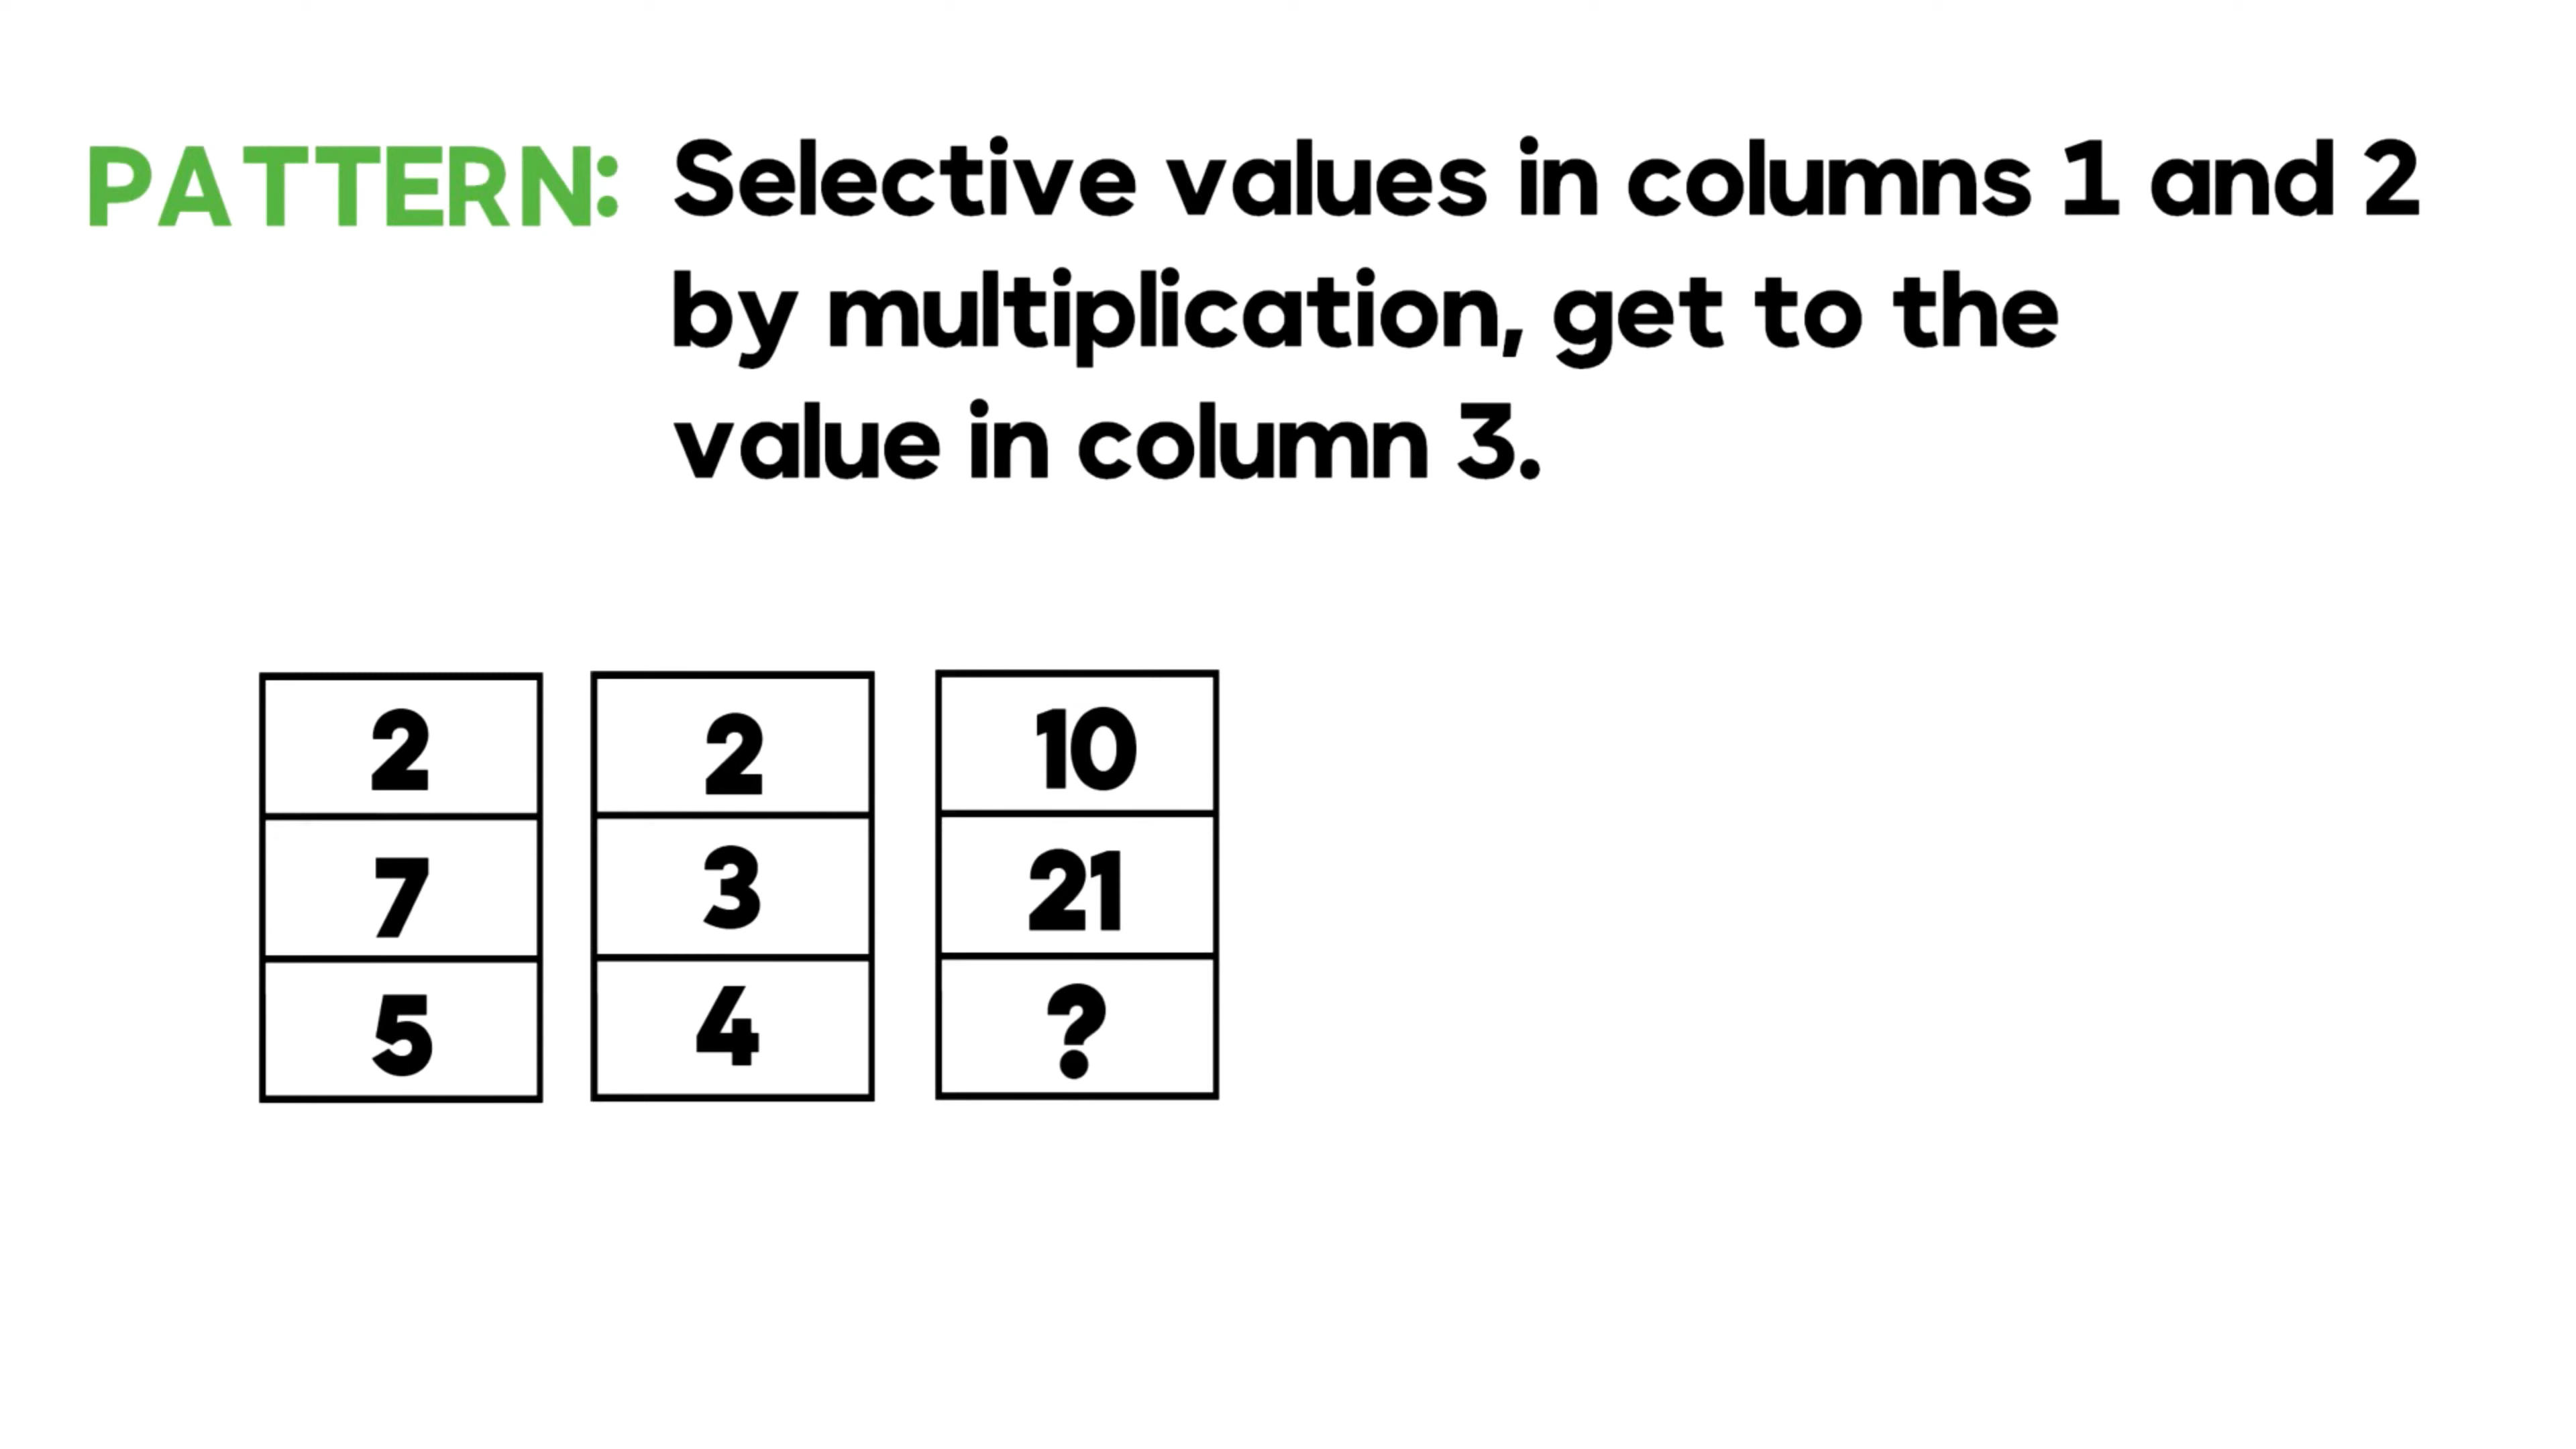 PATTERN: Selective values in columns 1 and 2
by multiplication, get to the
value in column 3.
2 2 10
7 3 21
5 4 ?